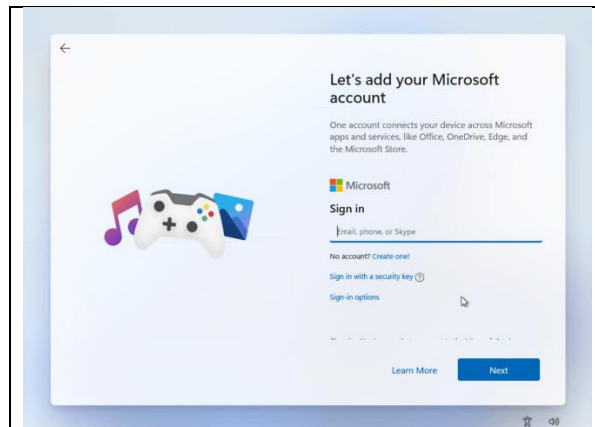 Let's add your Microsoft
account
One account connects your device across Microsoft
apps and services, like Office, OneDrive, Edge, and
the Microsoft Store.
Microsoft
Sign in
Email, phone, or Skype
No account? Create one!
Sign in with a security key
Sign-in options
Learn More
Next